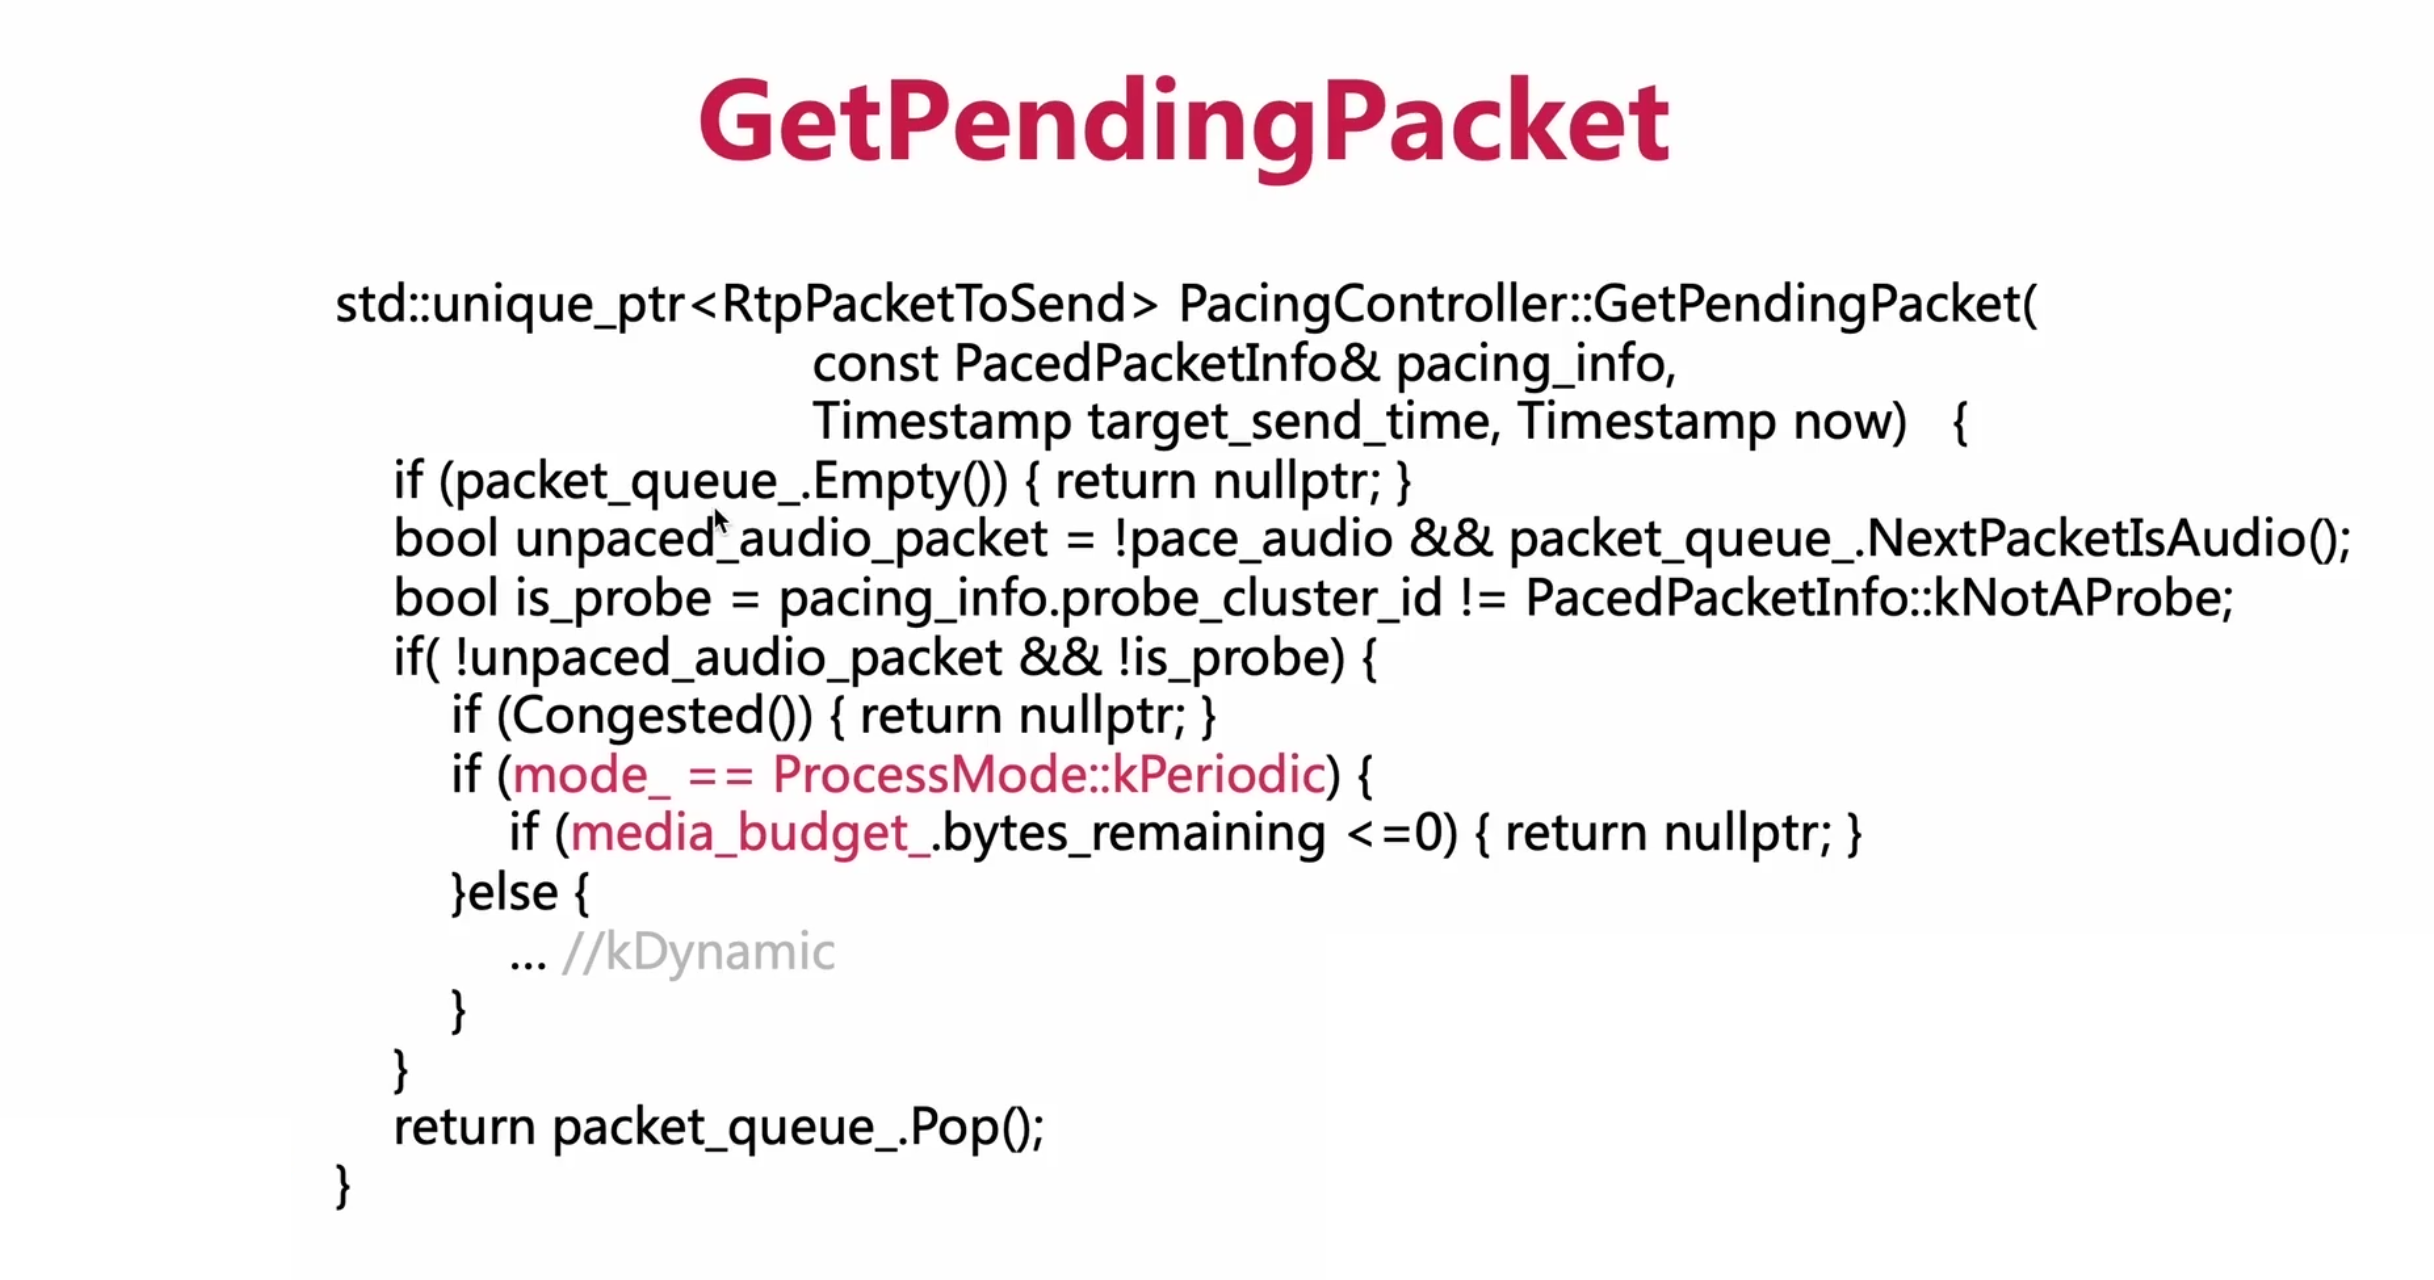 GetPendingPacket
std::unique_ptr<RtpPacketToSend> PacingController::GetPendingPacket(
const PacedPacketInfo& pacing_info,
Timestamp target_send_time, Timestamp now) {
if (packet_queue_.Empty()) { return nullptr; }
bool unpaced_audio_packet = !pace_audio && packet_queue_.NextPacketIsAudio();
bool is_probe = pacing_info.probe_cluster_id != PacedPacketInfo::kNotAProbe;
if( !unpaced_audio_packet && !is_probe) {
if (Congested()) { return nullptr; }
if (mode_ == ProcessMode::kPeriodic) {
if (media_budget_.bytes_remaining <=0) { return nullptr; }
}else {
... //kDynamic
}
}
return packet_queue_.Pop();
}